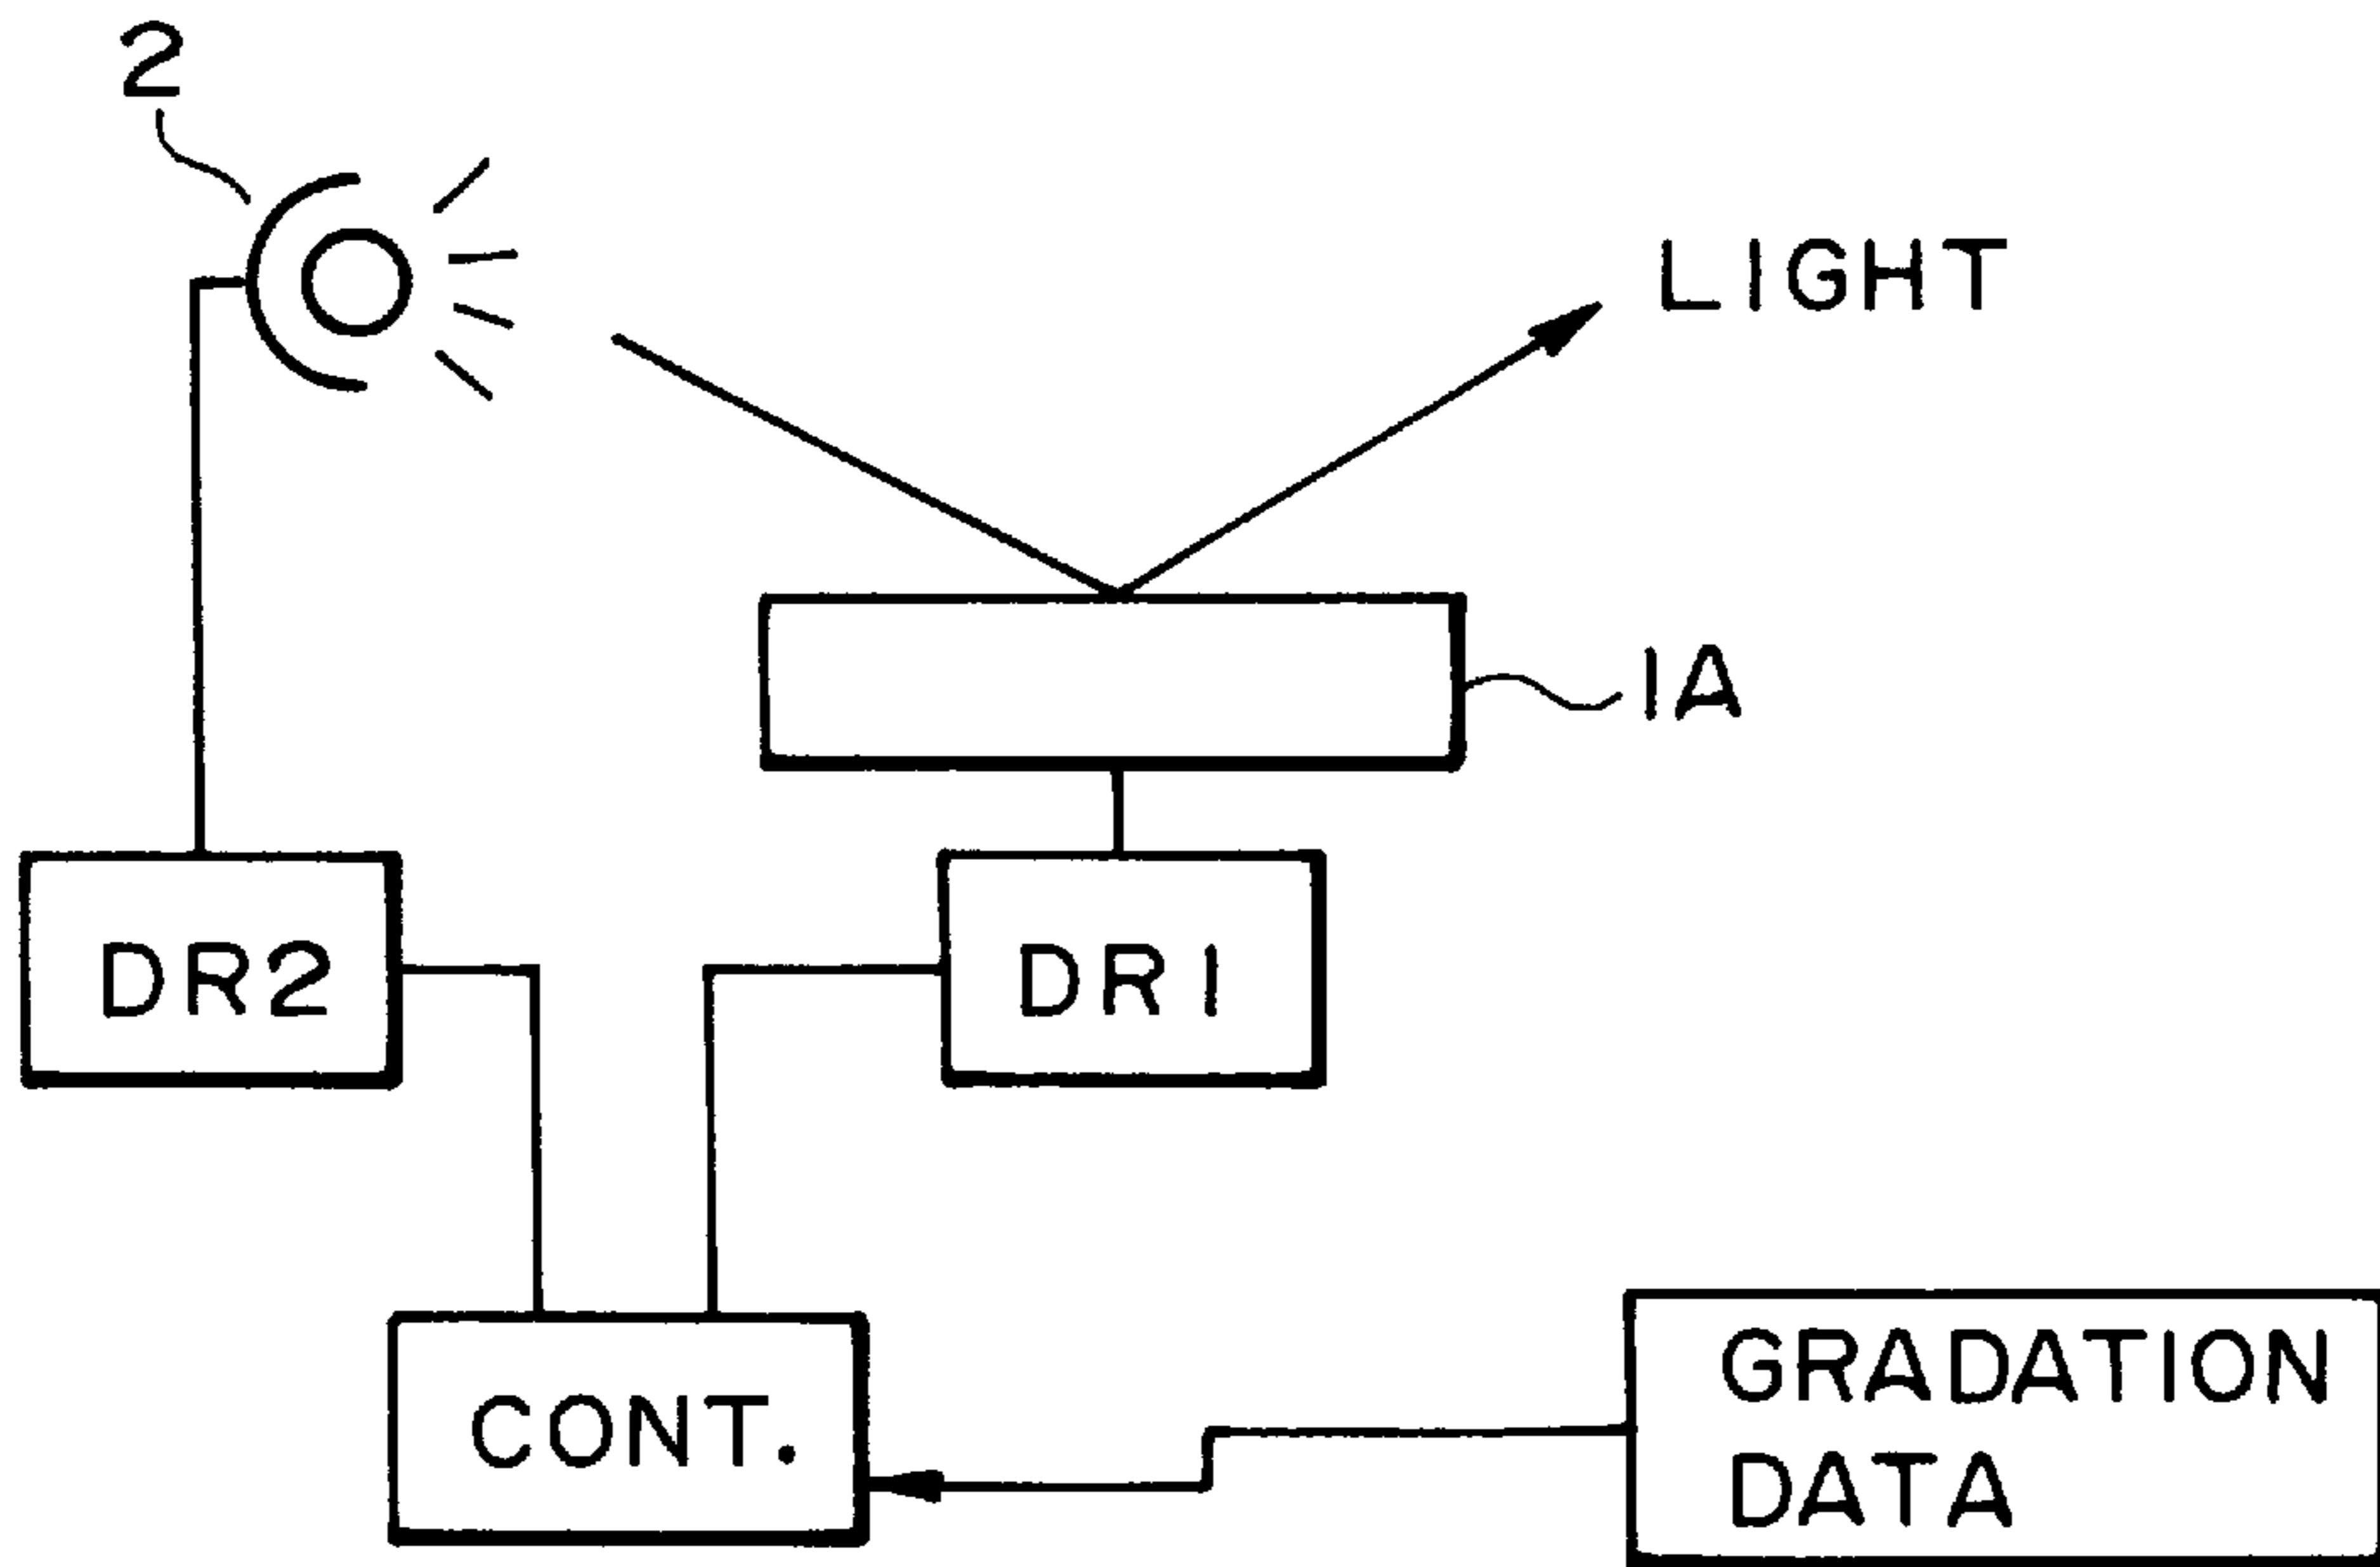 2
LIGHT
1A
DR2
DR1
CONT.
GRADATION
DATA